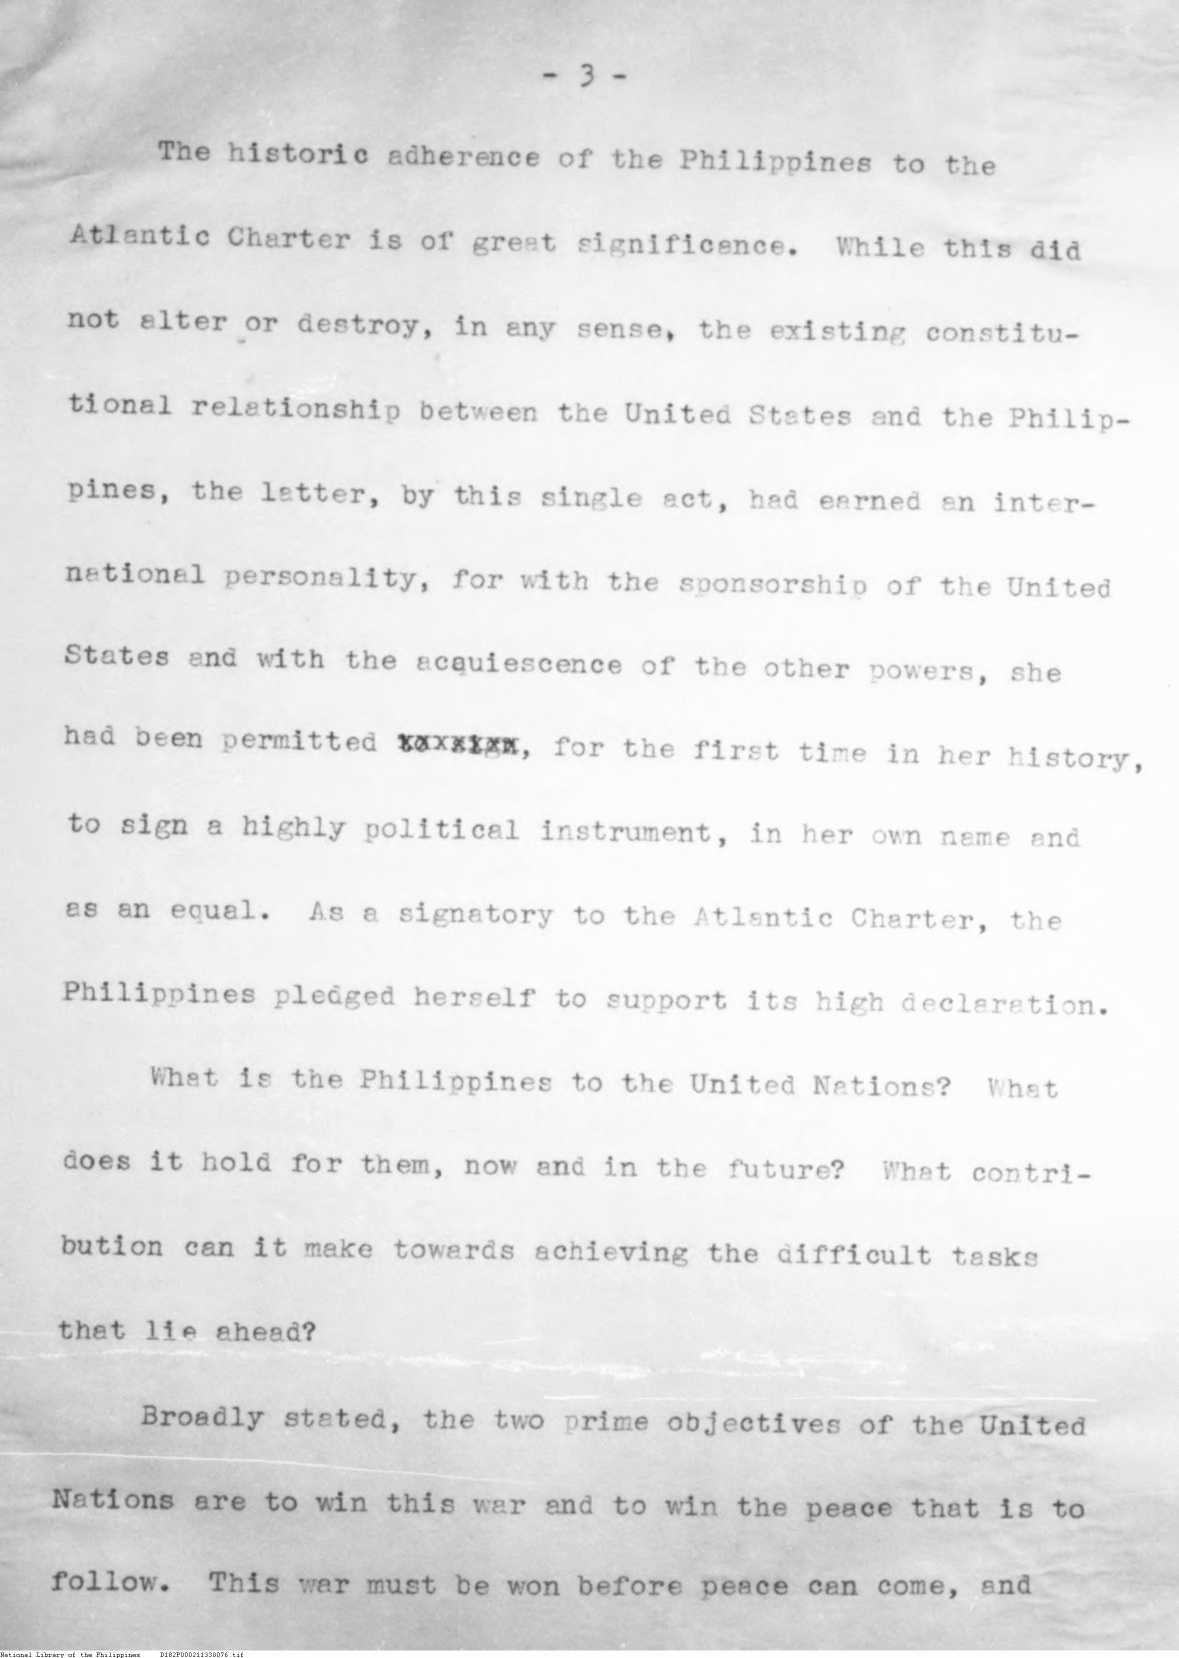 - 3 -
The historic adherence of the Philippines to the
Atlantic Charter is of great significance. While this did
not alter or destroy, in any sense, the existing constitu-
tional relationship between the United States and the Philip-
pines, the latter, by this single act, had earned an inter-
national personality, for with the sponsorship of the United
States and with the acquiescence of the other powers, she
had been permitted , for the first time in her history,
to sign a highly political instrument, in her own name and
as an equal. As a signatory to the Atlantic Charter, the
Philippines pledged herself to support its high declaration.
What is the Philippines to the United Nations? What
does it hold for them, now and in the future? What contri-
bution can it make towards achieving the difficult tasks
that lie ahead?
Broadly stated, the two prime objectives of the United
Nations are to win this war and to win the peace that is to
follow. This war must be won before peace can come, and
National Library of the Philippines D182P000211338076.tif